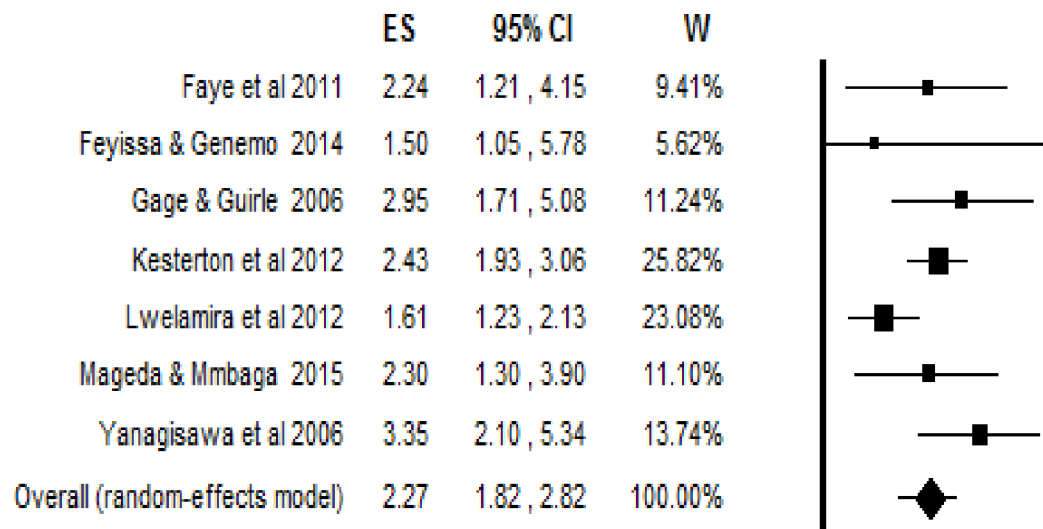 ES 95% CI W
Faye et al 2011 2.24 1.21 , 4.15 9.41%
Feyissa & Genemo 2014 1.50 1.05 , 5.78 5.62%
Gage & Guirle 2006 2.95 1.71 , 5.08 11.24%
Kesterton et al 2012 2.43 1.93 , 3.06 25.82%
Lwelamira et al 2012 1.61 1.23 , 2.13 23.08%
Mageda & Mmbaga 2015 2.30 1.30 , 3.90 11.10%
Yanagisawa et al 2006 3.35 2.10 , 5.34 13.74%
Overall (random-effects model) 2.27 1.82 , 2.82 100.00%